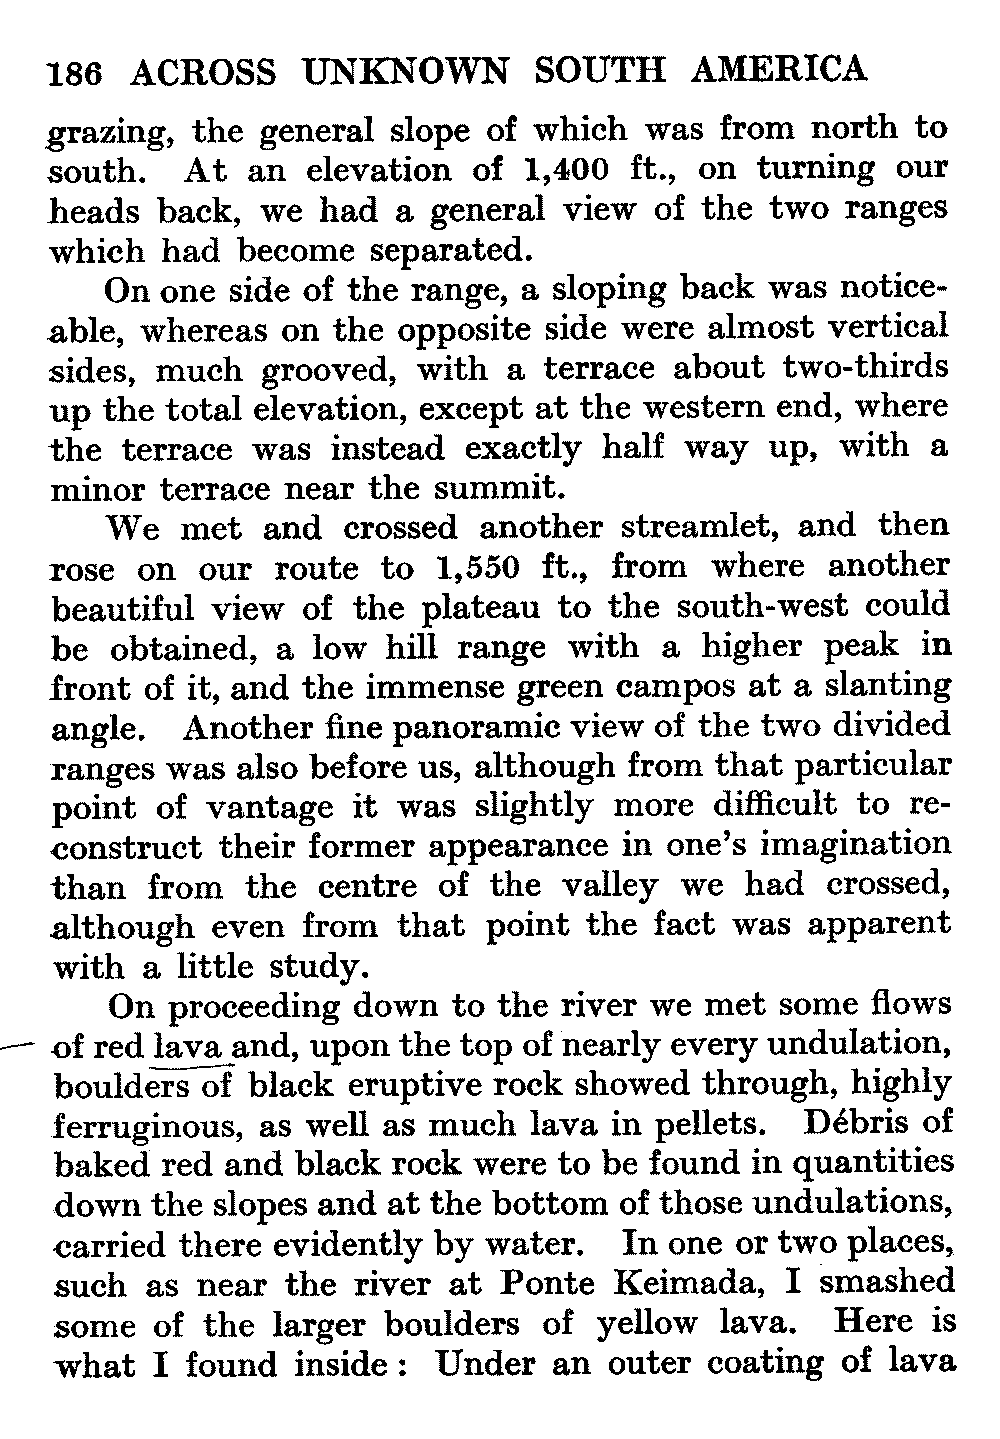 186 ACROSS UNKNOWN SOUTH AMERICA
grazing, the general slope of which was from north to
south. At an elevation of 1,400 ft., on turning our
heads back, we had a general view of the two ranges
which had become separated.
On one side of the range, a sloping back was notice-
able, whereas on the opposite side were almost vertical
sides, much grooved, with a terrace about two-thirds
up the total elevation, except at the western end, where
the terrace was instead exactly half way up, with a
minor terrace near the summit.
We met and crossed another streamlet, and then
rose on our route to 1,550 ft., from where another
beautiful view of the plateau to the south-west could
be obtained, a low hill range with a higher peak in
front of it, and the immense green campos at a slanting
angle. Another fine panoramic view of the two divided
ranges was also before us, although from that particular
point of vantage it was slightly more difficult to re-
construct their former appearance in one's imagination
than from the centre of the valley we had crossed,
although even from that point the fact was apparent
with a little study.
On proceeding down to the river we met some flows
of red lava and, upon the top of nearly every undulation,
boulders of black eruptive rock showed through, highly
ferruginous, as well as much lava in pellets. Débris of
baked red and black rock were to be found in quantities
down the slopes and at the bottom of those undulations,
carried there evidently by water. In one or two places,
such as near the river at Ponte Keimada, I smashed
some of the larger boulders of yellow lava. Here is
what I found inside: Under an outer coating of lava